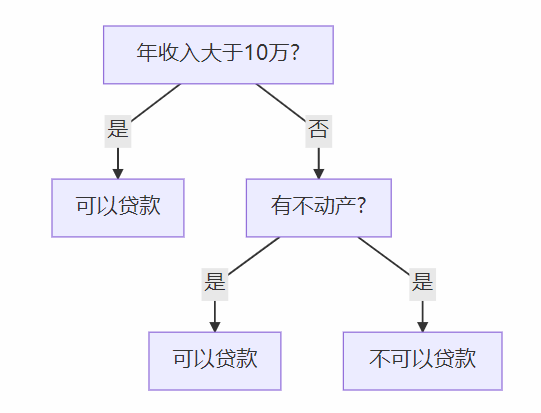 年收入大于10万?
是
否
可以贷款
有不动产?
是
是
可以贷款
不可以贷款